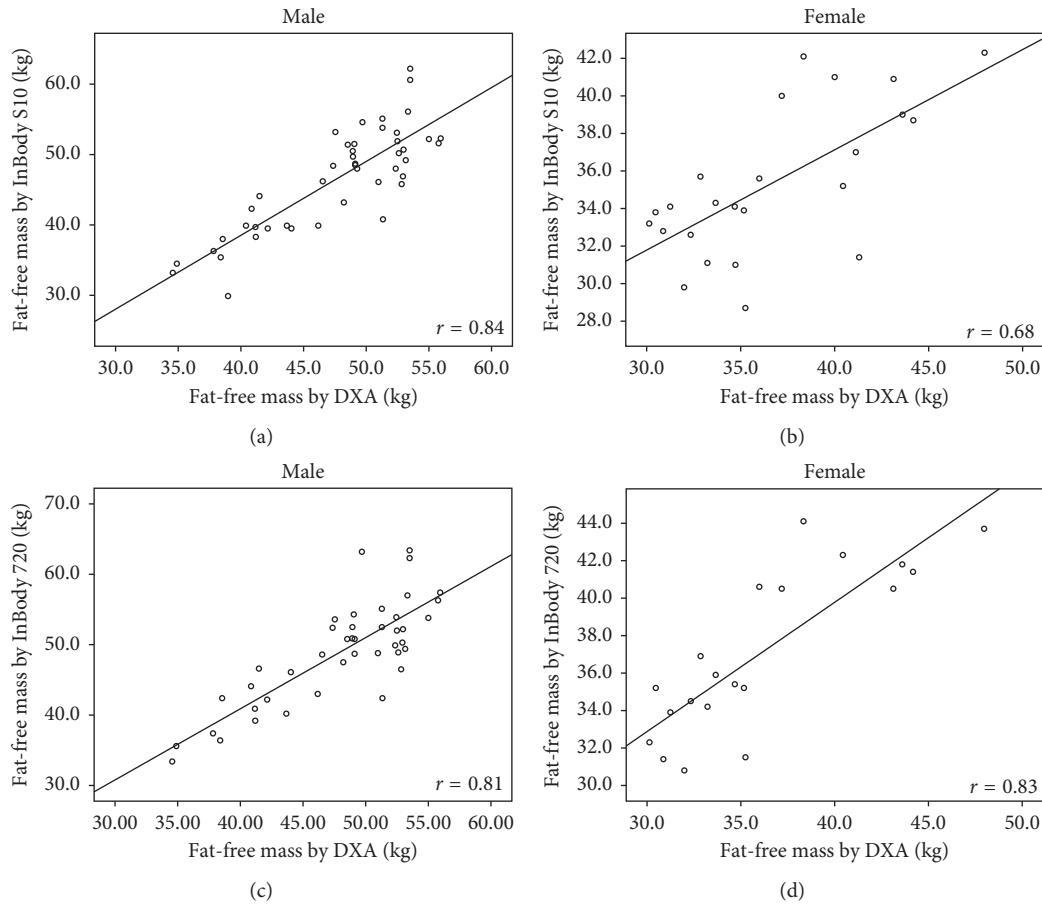 Male
Fat-free mass by InBody S10 (kg)
60.0
50.0
40.0
30.0
r = 0.84
30.0 35.0 40.0 45.0 50.0 55.0 60.0
Fat-free mass by DXA (kg)
(a)
Female
Fat-free mass by InBody S10 (kg)
42.0
40.0
38.0
36.0
34.0
32.0
30.0
28.0
r = 0.68
30.0 35.0 40.0 45.0 50.0
Fat-free mass by DXA (kg)
(b)
Male
Fat-free mass by InBody 720 (kg)
70.0
60.0
50.0
40.0
30.0
r = 0.81
30.00 35.00 40.00 45.00 50.00 55.00 60.00
Fat-free mass by DXA (kg)
(c)
Female
Fat-free mass by InBody 720 (kg)
44.0
42.0
40.0
36.0
34.0
32.0
30.0
r = 0.83
30.0 35.0 40.0 45.0 50.0
Fat-free mass by DXA (kg)
(d)